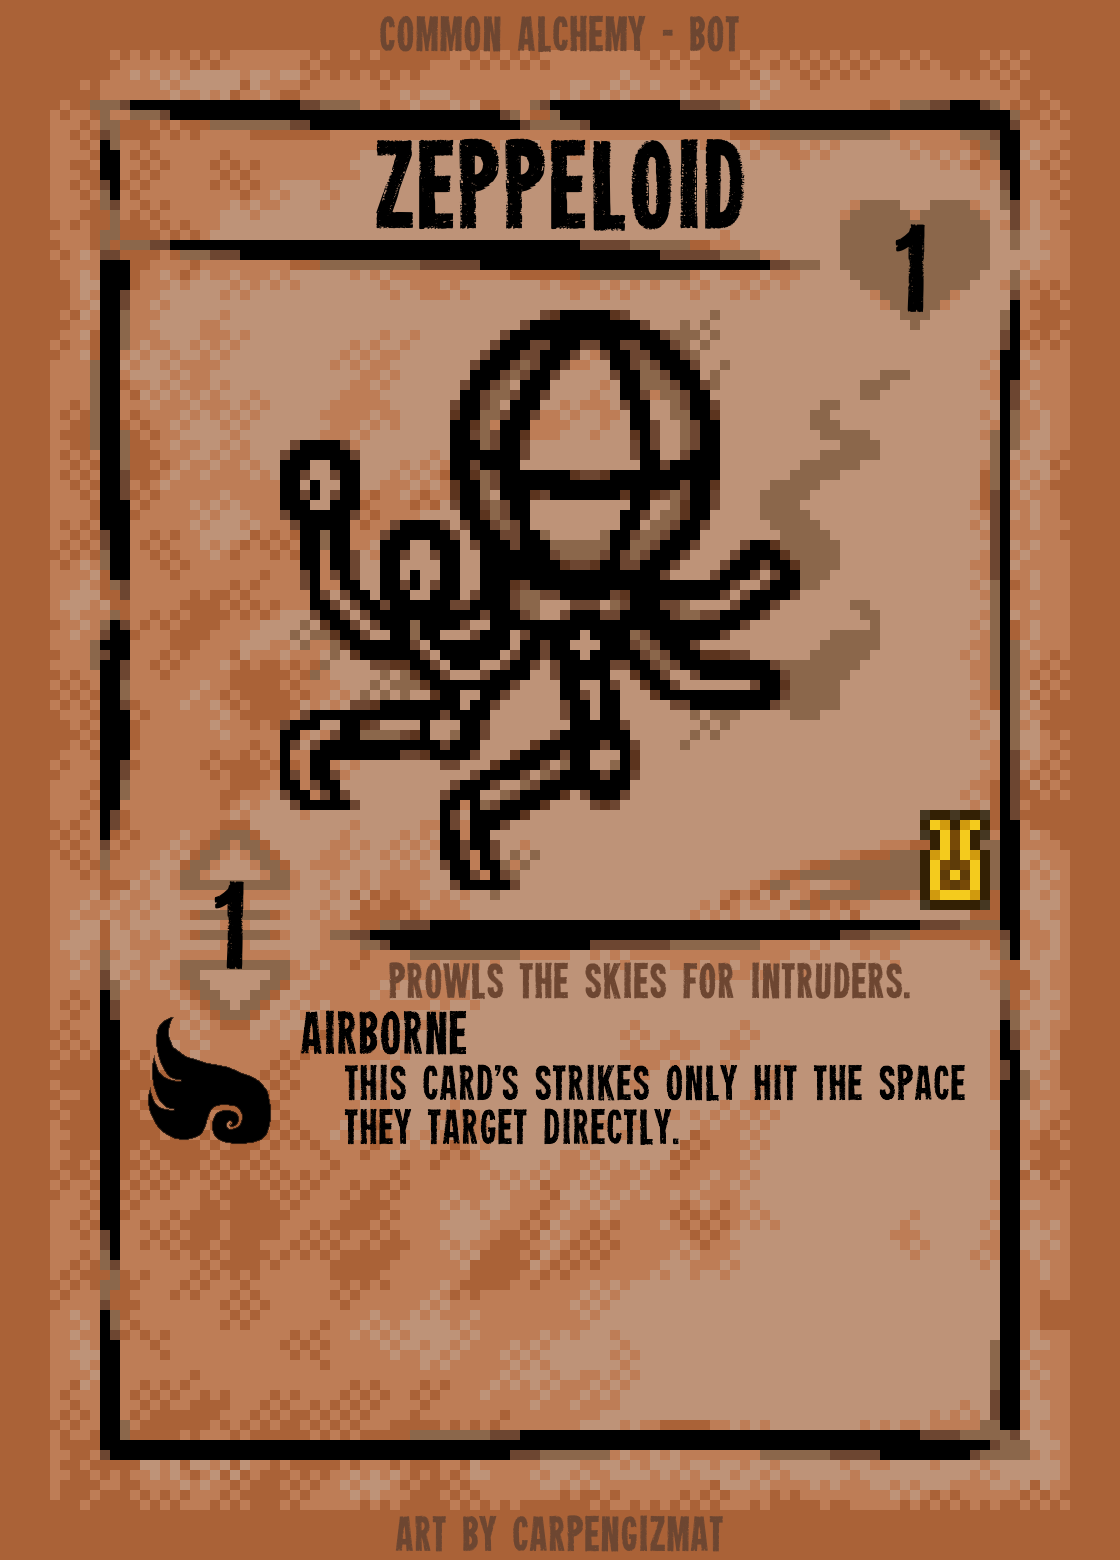 COMMON ALCHEMY - BOT
ZEPPELOID
1
1
PROWLS THE SKIES FOR INTRUDERS.
AIRBORNE
THIS CARD'S STRIKES ONLY HIT THE SPACE
THEY TARGET DIRECTLY.
ART BY CARPENGIZMAT